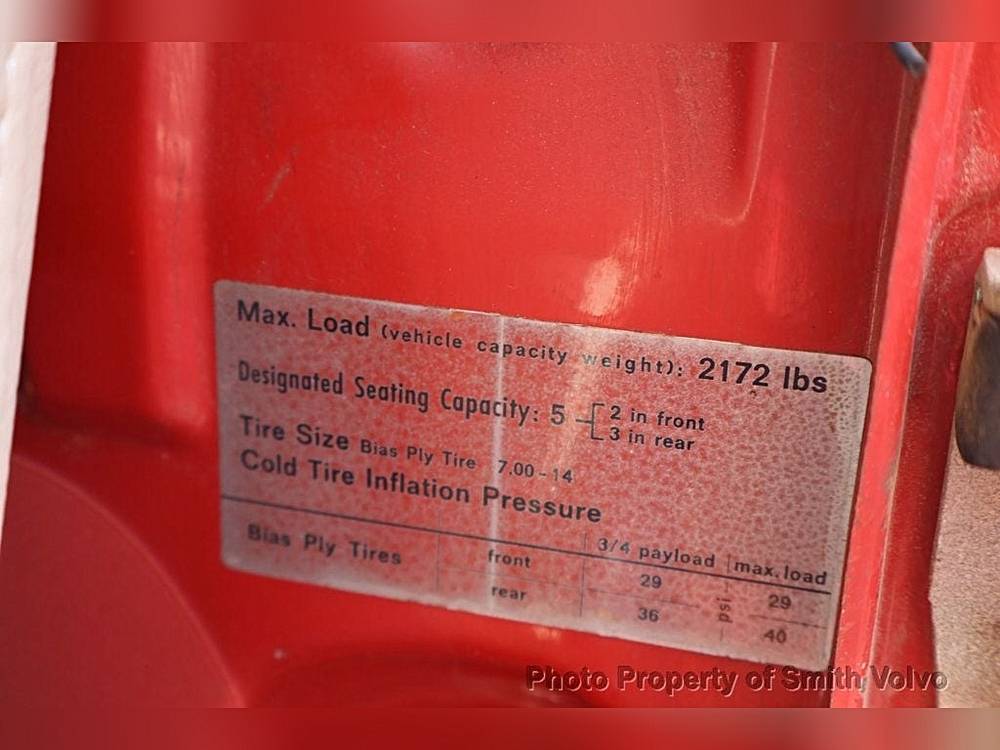 Max. Load (vehicle capacity weight): 2172 lbs
Designated Seating Capacity: 5
2 in front
3 in rear
Tire Size Bias Ply Tire 7.00-14
Cold Tire Inflation Pressure
3/4 payload max. load
Bias Ply Tires front 29 psi 29
rear 36 40
Photo Property of Smith Volvo